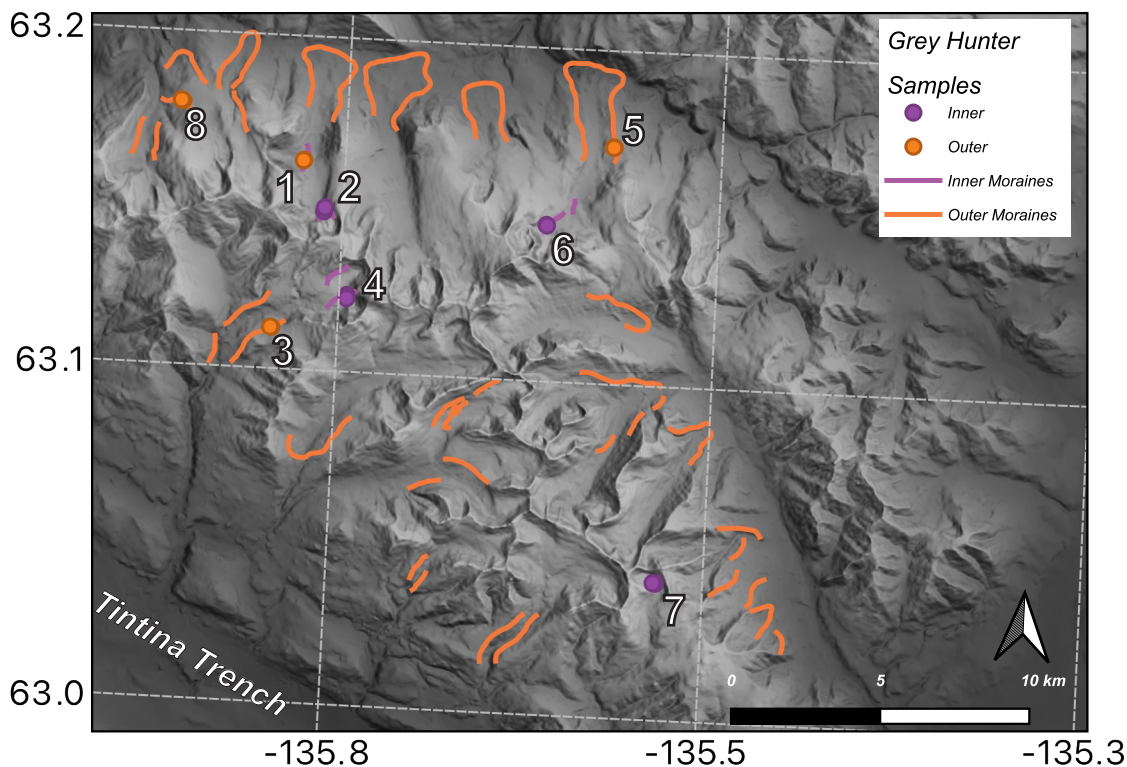 63.2
Grey Hunter
Samples
Inner
Outer
Inner Moraines
Outer Moraines
8
5
1
2
6
4
3
63.1
7
Tintina Trench
63.0
0 5 10 km
-135.8 -135.5 -135.3